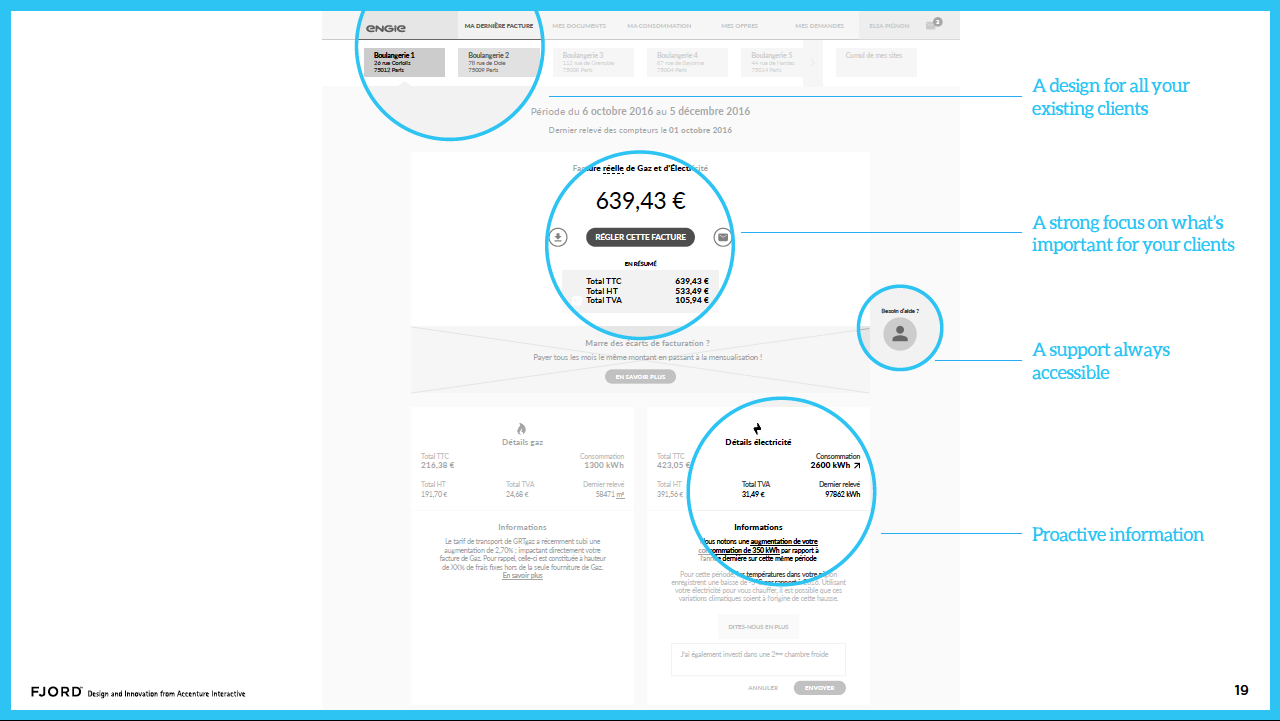 ENGIE
MA DERNIÈRE FACTURE
MES DOCUMENTS
MA CONSOMMATION
MES OFFRES
MES DEMANDES
ELSA PIGNON
3
Boulangerie 1
26 rue Coriolis
75012 Paris
Boulangerie 2
78 rue de Dole
75009 Paris
Boulangerie 3
112 rue de Grenoble
75008 Paris
Boulangerie 4
87 rue de Bayonne
75004 Paris
Boulangerie 5
44 rue de Nantes
75014 Paris
Cumul de mes sites
Période du 6 octobre 2016 au 5 décembre 2016
Dernier relevé des compteurs le 01 octobre 2016
Facture réelle de Gaz et d'Électricité
639,43 €
RÉGLER CETTE FACTURE
EN RÉSUMÉ
Total TTC 639,43 €
Total HT 533,49 €
Total TVA 105,94 €
Besoin d'aide ?
Marre des écarts de facturation ?
Payer tous les mois le même montant en passant à la mensualisation !
EN SAVOIR PLUS
Détails gaz
Total TTC
216,38 €
Consommation
1300 kWh
Total HT
191,70 €
Total TVA
24,68 €
Dernier relevé
58471 m³
Informations
Le tarif de transport de GRTgaz a récemment subi une
augmentation de 2,70% ; impactant directement votre
facture de Gaz. Pour rappel, celle-ci est constituée à hauteur
de XX% de frais fixes hors de la seule fourniture de Gaz.
En savoir plus
Détails électricité
Total TTC
423,05 €
Consommation
2600 kWh
Total HT
391,56 €
Total TVA
31,49 €
Dernier relevé
97862 kWh
Informations
Nous notons une augmentation de votre
consommation de 350 kWh par rapport à
l'année dernière sur cette même période
Pour cette période, les températures dans votre région
enregistrent une baisse de par rapport à 2016. Utilisant
votre électricité pour vous chauffer, il est possible que ces
variations climatiques soient à l'origine de cette hausse.
DITES-NOUS EN PLUS
J'ai également investi dans une 2ème chambre froide
ANNULER
ENVOYER
A design for all your
existing clients
A strong focus on what's
important for your clients
A support always
accessible
Proactive information
FJORD Design and Innovation from Accenture Interactive
19